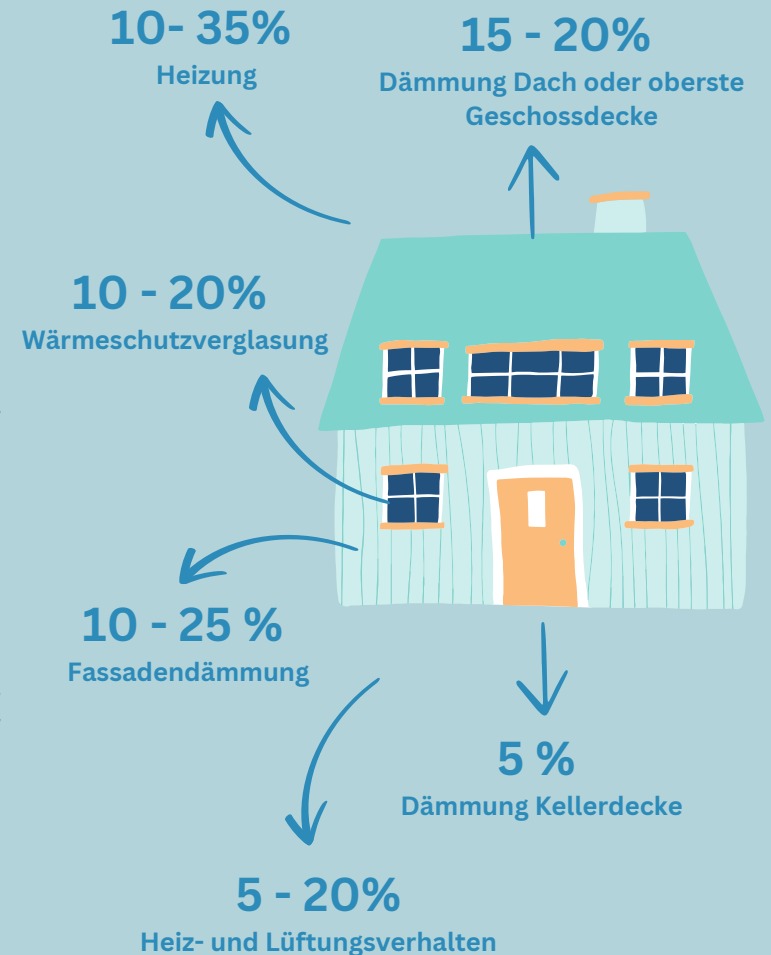 10- 35%
Heizung
15 - 20%
Dämmung Dach oder oberste
Geschossdecke
10 - 20%
Wärmeschutzverglasung
10 - 25 %
Fassadendämmung
5 %
Dämmung Kellerdecke
5 - 20%
Heiz- und Lüftungsverhalten